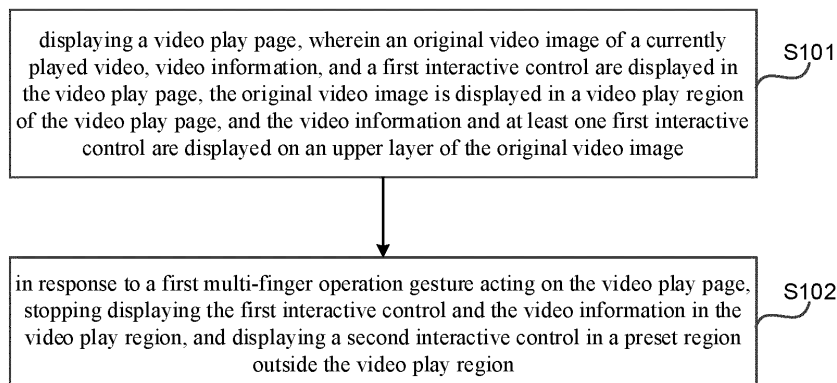 displaying a video play page, wherein an original video image of a currently
played video, video information, and a first interactive control are displayed in
the video play page, the original video image is displayed in a video play region
of the video play page, and the video information and at least one first interactive
control are displayed on an upper layer of the original video image
S101
in response to a first multi-finger operation gesture acting on the video play page,
stopping displaying the first interactive control and the video information in the
video play region, and displaying a second interactive control in a preset region
outside the video play region
S102